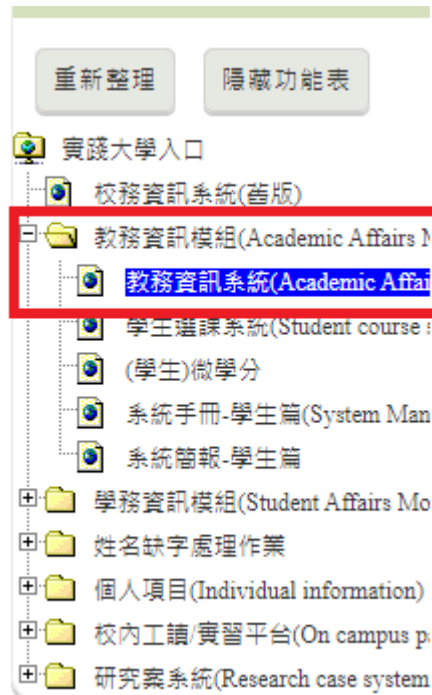 重新整理 隱藏功能表
實踐大學入口
校務資訊系統(舊版)
教務資訊模組(Academic Affairs M
教務資訊系統(Academic Affai
學生選課系統(Student course s
(學生)微學分
系統手冊-學生篇(System Man
系統簡報-學生篇
學務資訊模組(Student Affairs Mo
姓名缺字處理作業
個人項目(Individual information)
校內工讀/實習平台(On campus pa
研究案系統(Research case system